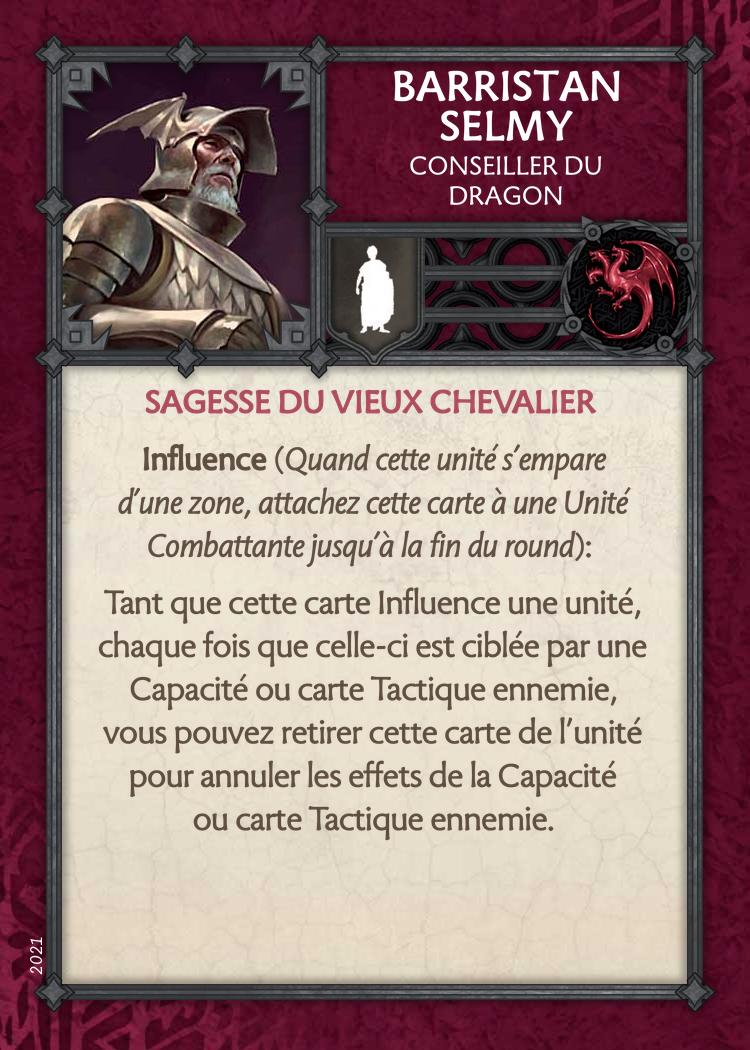 BARRISTAN
SELMY
CONSEILLER DU
DRAGON
SAGESSE DU VIEUX CHEVALIER
Influence (Quand cette unité s'empare
d'une zone, attachez cette carte à une Unité
Combattante jusqu'à la fin du round):
Tant que cette carte Influence une unité,
chaque fois que celle-ci est ciblée par une
Capacité ou carte Tactique ennemie,
vous pouvez retirer cette carte de l'unité
pour annuler les effets de la Capacité
ou carte Tactique ennemie.
2021